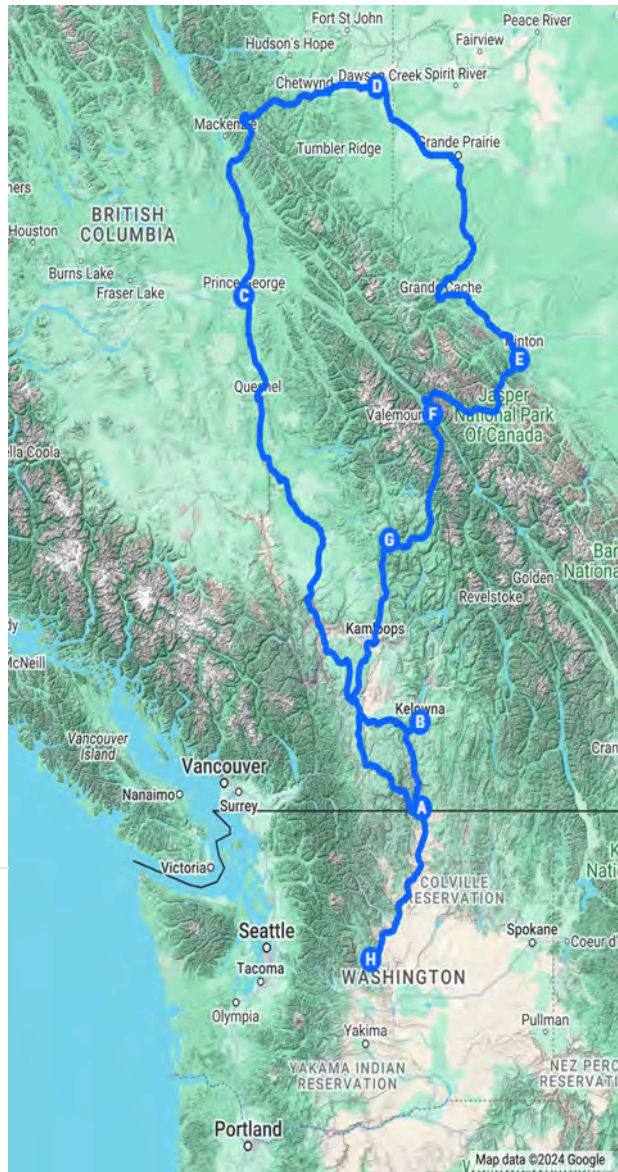 Fort St John
Peace River
Hudson's Hope
Fairview
Chetwynd
Dawson Creek
Spirit River
D
Mackenzie
Tumbler Ridge
Grande Prairie
BRITISH
COLUMBIA
Houston
Burns Lake
Fraser Lake
Prince George
C
Grande Cache
Hinton
E
Quesnel
Valemount
F
Jasper
National Park
Of Canada
ella Coola
G
Golden
National
Revelstoke
Kamloops
McNeill
Kelowna
B
Vancouver
Island
Vancouver
Nanaimo
Surrey
A
Victoria
COLVILLE
RESERVATION
Seattle
Spokane
Coeur d'
H
WASHINGTON
Tacoma
Olympia
Pullman
Yakima
YAKAMA INDIAN
RESERVATION
NEZ PERC
RESERVATI
Portland
Map data ©2024 Google